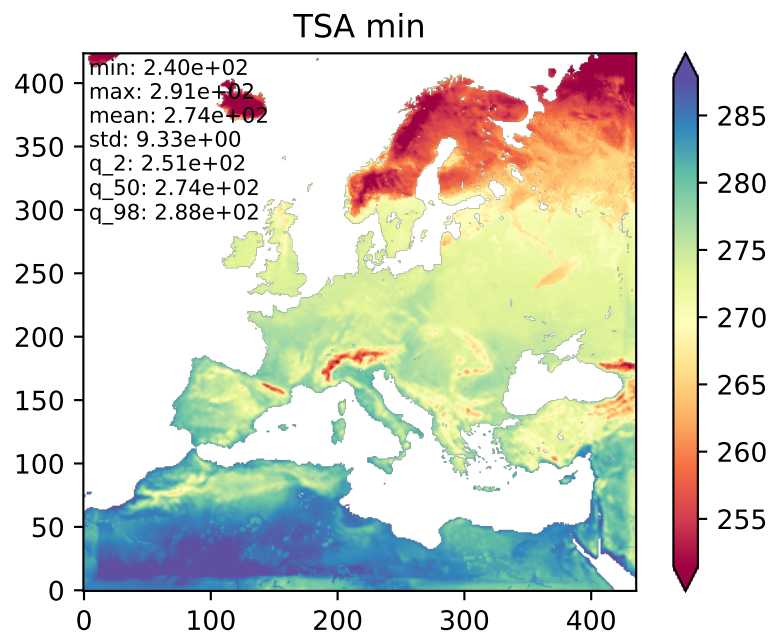 TSA min
min: 2.40e+02
max: 2.91e+02
mean: 2.74e+02
std: 9.33e+00
q_2: 2.51e+02
q_50: 2.74e+02
q_98: 2.88e+02
400
350
300
250
200
150
100
50
0
0 100 200 300 400
285
280
275
270
265
260
255